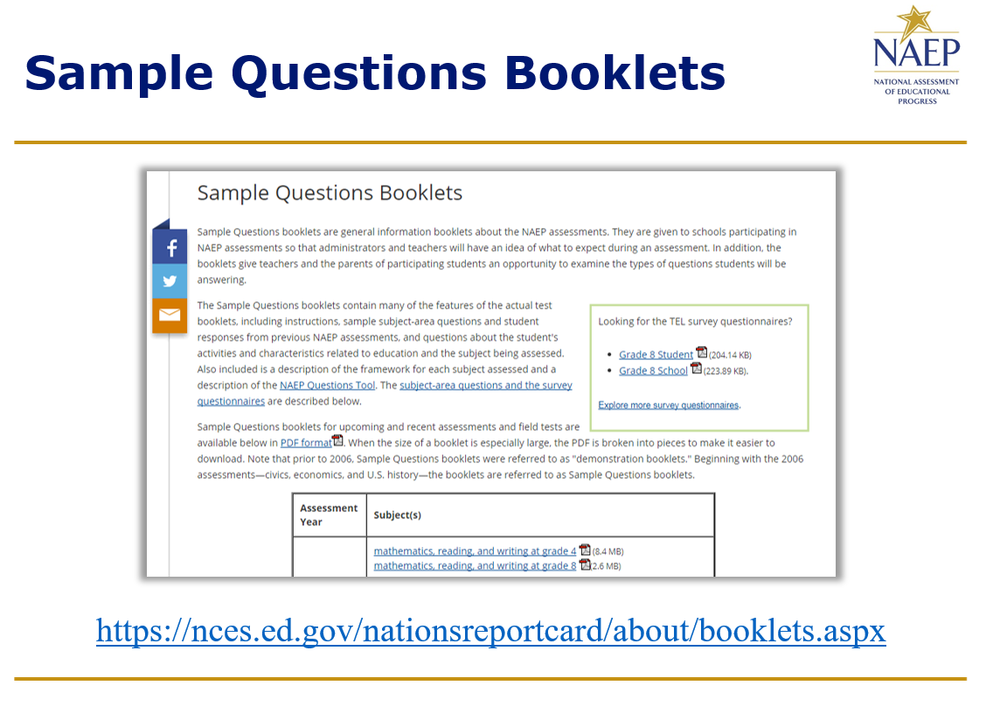 Sample Questions Booklets
NAEP
NATIONAL ASSESSMENT
OF EDUCATIONAL
PROGRESS
Sample Questions Booklets
Sample Questions booklets are general information booklets about the NAEP assessments. They are given to schools participating in
NAEP assessments so that administrators and teachers will have an idea of what to expect during an assessment. In addition, the
booklets give teachers and the parents of participating students an opportunity to examine the types of questions students will be
answering.
The Sample Questions booklets contain many of the features of the actual test
booklets, including instructions, sample subject-area questions and student
responses from previous NAEP assessments, and questions about the student's
activities and characteristics related to education and the subject being assessed.
Also included is a description of the framework for each subject assessed and a
description of the NAEP Questions Tool. The subject-area questions and the survey
questionnaires are described below.
Looking for the TEL survey questionnaires?
• Grade 8 Student (204.14 KB)
• Grade 8 School (223.89 KB).
Explore more survey questionnaires.
Sample Questions booklets for upcoming and recent assessments and field tests are
available below in PDF format. When the size of a booklet is especially large, the PDF is broken into pieces to make it easier to
download. Note that prior to 2006, Sample Questions booklets were referred to as "demonstration booklets." Beginning with the 2006
assessments—civics, economics, and U.S. history—the booklets are referred to as Sample Questions booklets.
Assessment
Year
Subject(s)
mathematics, reading, and writing at grade 4 (8.4 MB)
mathematics, reading, and writing at grade 8 (2.6 MB)
https://nces.ed.gov/nationsreportcard/about/booklets.aspx